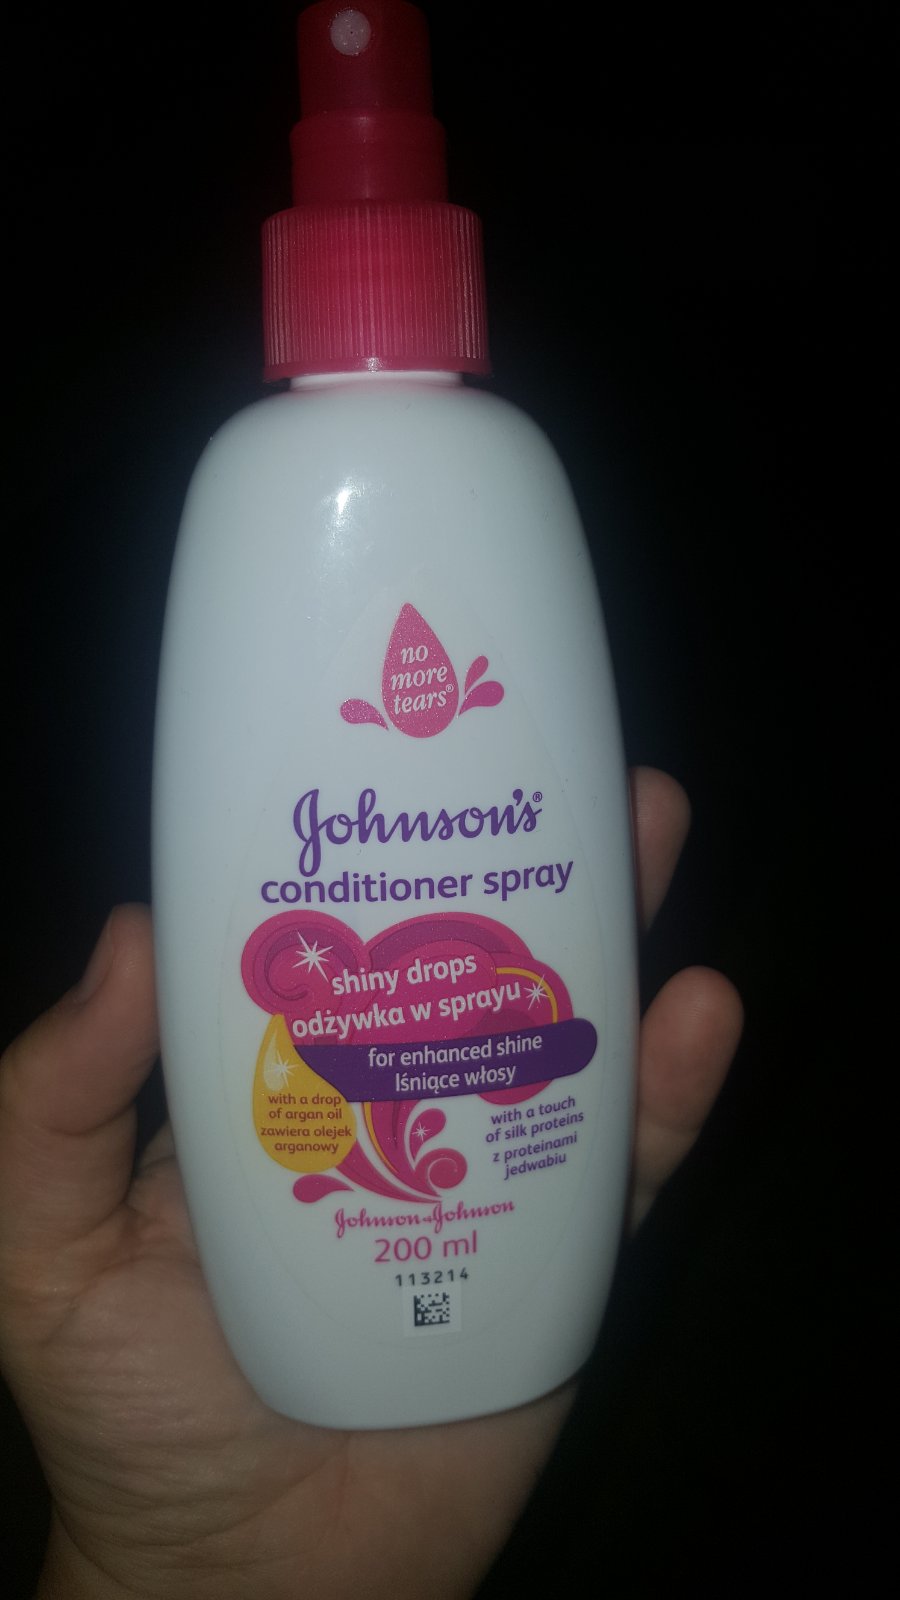 no
more
tears®
Johnson's®
conditioner spray
shiny drops
odżywka w sprayu
for enhanced shine
lśniące włosy
with a drop
of argan oil
zawiera olejek
arganowy
with a touch
of silk proteins
z proteinami
jedwabiu
Johnson&Johnson
200 ml
113214